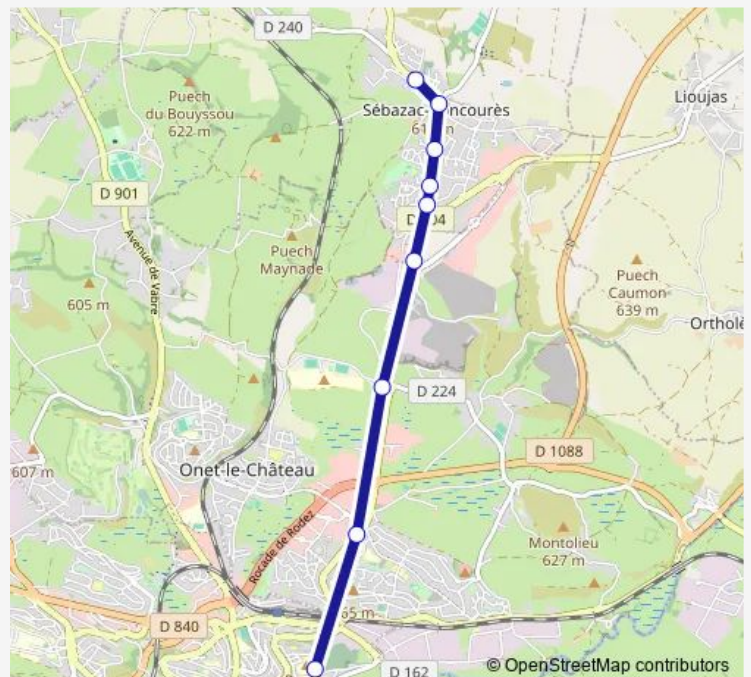 D 240
Puech
du Bouyssou
622 m
Lioujas
D 901
Avenue de Vabre
Puech
Maynade
605 m
Puech
Caumon
639 m
D 224
Onet-le-Château
607 m
D 1088
Rocade de Rodez
Montolieu
627 m
D 840
D 162
© OpenStreetMap contributors